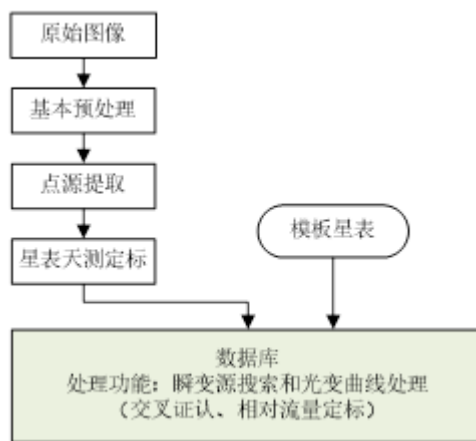 原始图像
基本预处理
点源提取
星表天测定标
模板星表
数据库
处理功能：瞬变源搜索和光变曲线处理
（交叉证认、相对流量定标）